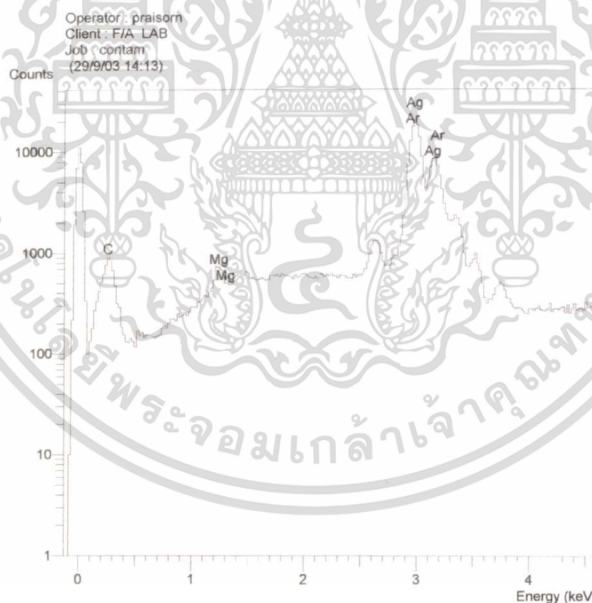 Operator : praisorn
Client : F/A LAB
Job : contam
(29/9/03 14:13)
Counts
10000
1000
100
10
1
Ag
Ar
Ar
Ag
C
Mg
Mg
0 1 2 3 4
Energy (keV
พระจอมเกล้าเจ้าคุณทห